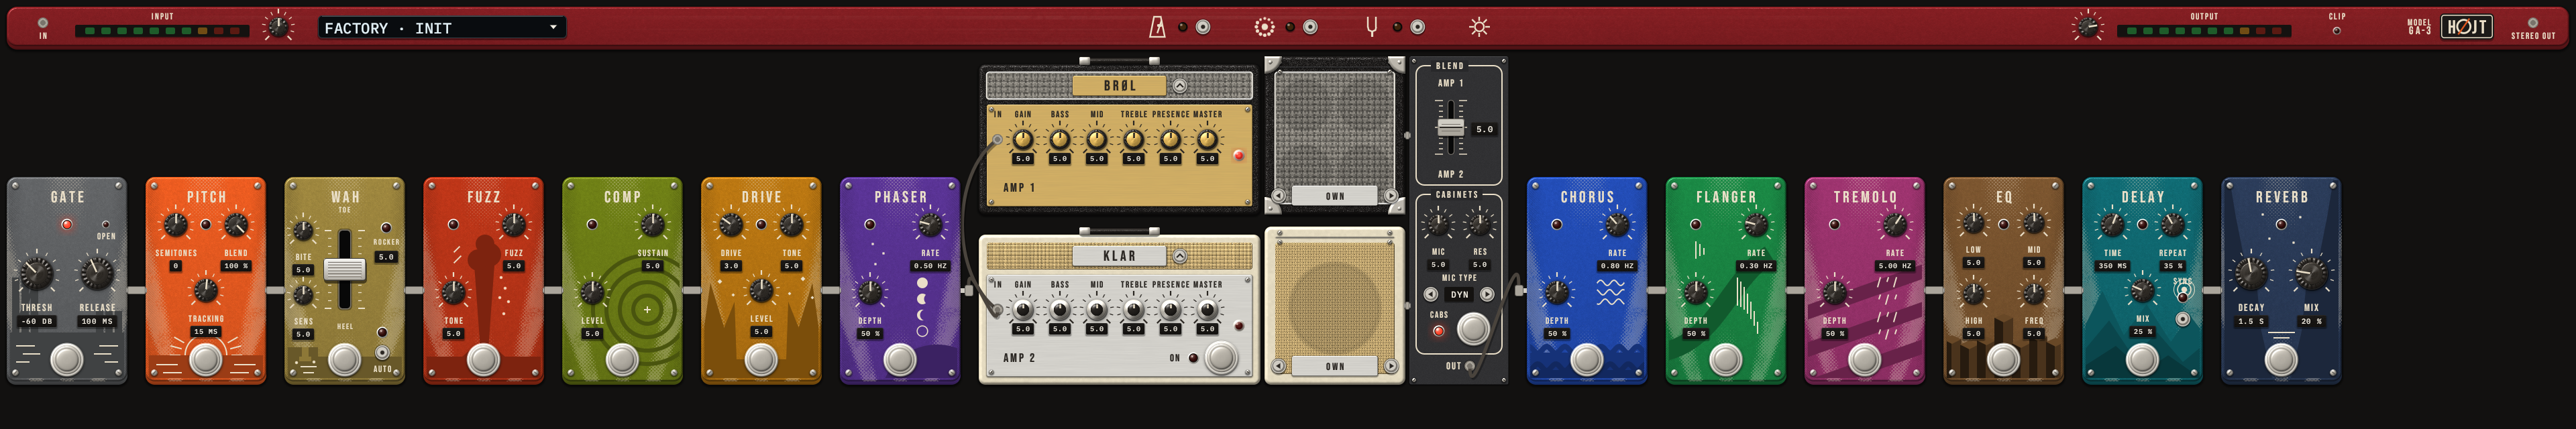 INPUT
IN
FACTORY · INIT
OUTPUT
CLIP
MODEL
GA-3
HØJT
STEREO OUT
GATE
OPEN
THRESH
RELEASE
-60 DB
100 MS
PITCH
SEMITONES
BLEND
0
100 %
TRACKING
15 MS
WAH
TOE
ROCKER
5.0
BITE
5.0
SENS
5.0
HEEL
AUTO
FUZZ
FUZZ
5.0
TONE
5.0
COMP
SUSTAIN
5.0
LEVEL
5.0
DRIVE
DRIVE
TONE
3.0
5.0
LEVEL
5.0
PHASER
RATE
0.50 HZ
DEPTH
50 %
BRØL
IN GAIN BASS MID TREBLE PRESENCE MASTER
5.0 5.0 5.0 5.0 5.0 5.0
AMP 1
OWN
KLAR
IN GAIN BASS MID TREBLE PRESENCE MASTER
5.0 5.0 5.0 5.0 5.0 5.0
AMP 2
ON
OWN
BLEND
AMP 1
5.0
AMP 2
CABINETS
MIC RES
5.0 5.0
MIC TYPE
DYN
CABS
OUT
CHORUS
RATE
0.80 HZ
DEPTH
50 %
FLANGER
RATE
0.30 HZ
DEPTH
50 %
TREMOLO
RATE
5.00 HZ
DEPTH
50 %
EQ
LOW MID
5.0 5.0
HIGH FREQ
5.0 5.0
DELAY
TIME REPEAT
350 MS 35 %
SYNC
MIX
25 %
REVERB
DECAY MIX
1.5 S 20 %